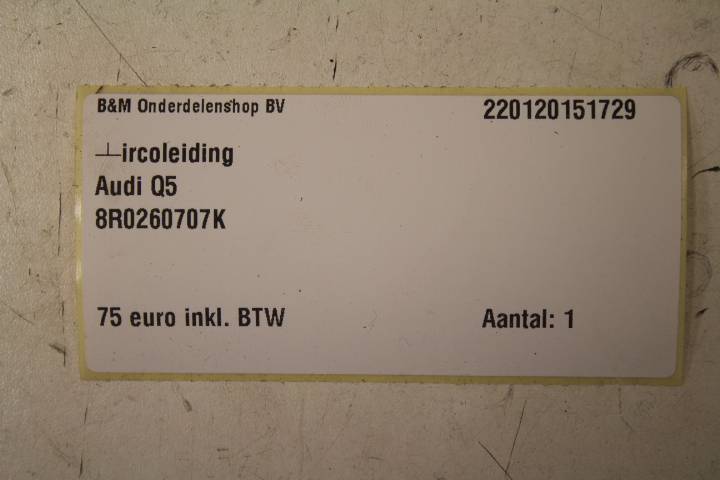 B&M Onderdelenshop BV
220120151729
⊥ircoleiding
Audi Q5
8R0260707K
75 euro inkl. BTW
Aantal: 1